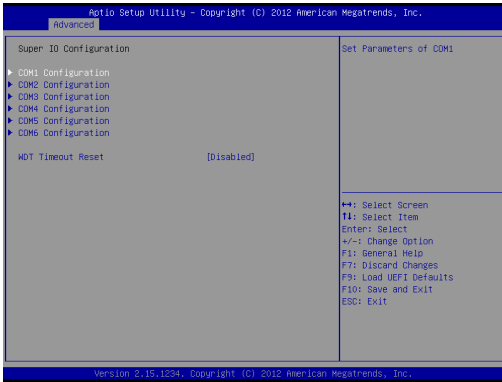 Aptio Setup Utility – Copyright (C) 2012 American Megatrends, Inc.
Advanced
Super IO Configuration
COM1 Configuration
COM2 Configuration
COM3 Configuration
COM4 Configuration
COM5 Configuration
COM6 Configuration
WDT Timeout Reset [Disabled]
Set Parameters of COM1
↔: Select Screen
↑↓: Select Item
Enter: Select
+/-: Change Option
F1: General Help
F7: Discard Changes
F9: Load UEFI Defaults
F10: Save and Exit
ESC: Exit
Version 2.15.1234. Copyright (C) 2012 American Megatrends, Inc.